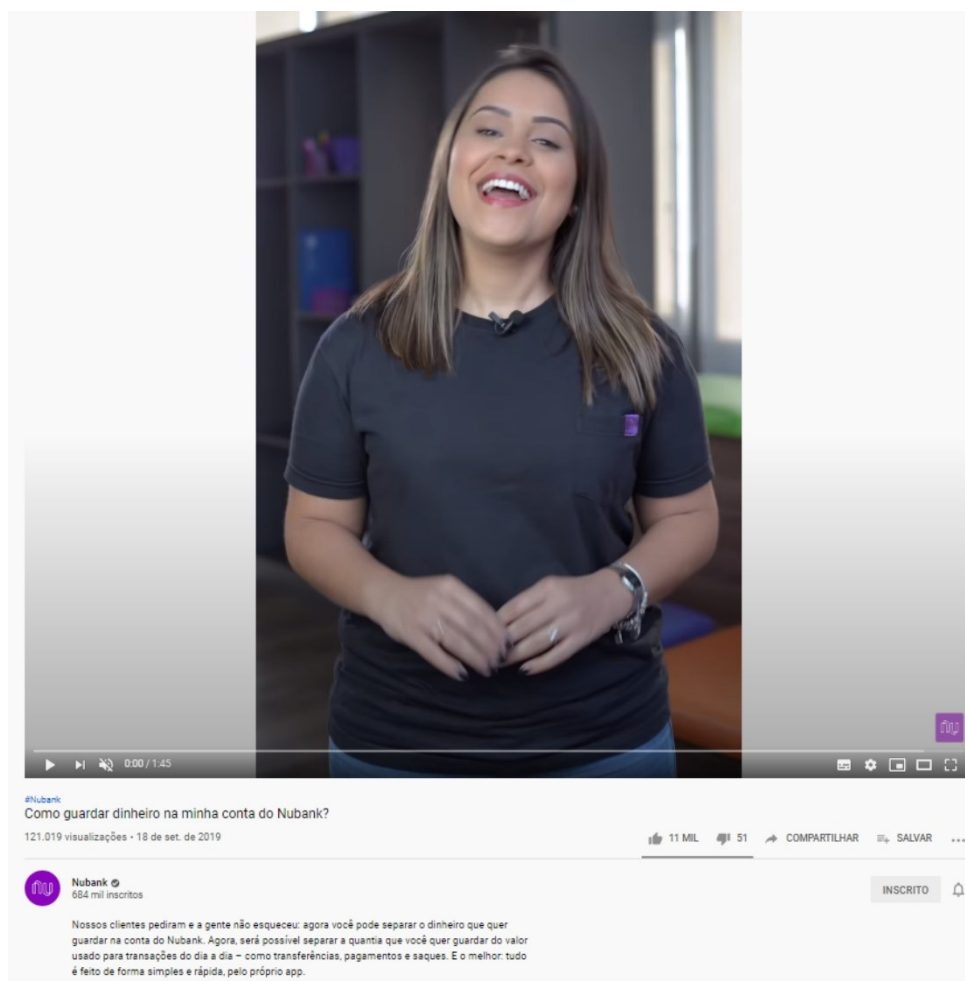 nu
0:00 / 1:45
#Nubank
Como guardar dinheiro na minha conta do Nubank?
121.019 visualizações • 18 de set. de 2019
11 MIL 51 COMPARTILHAR SALVAR
nu
Nubank
684 mil inscritos
INSCRITO
Nossos clientes pediram e a gente não esqueceu: agora você pode separar o dinheiro que quer
guardar na conta do Nubank. Agora, será possível separar a quantia que você quer guardar do valor
usado para transações do dia a dia – como transferências, pagamentos e saques. E o melhor: tudo
é feito de forma simples e rápida, pelo próprio app.